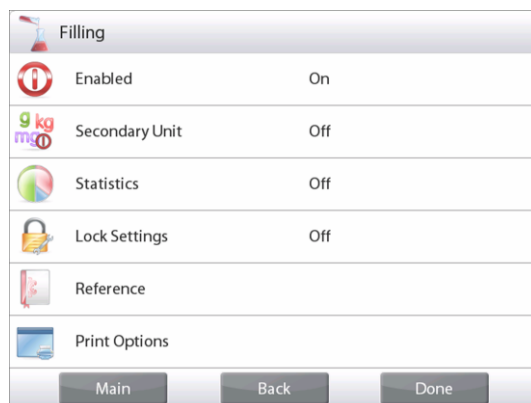 Filling
Enabled On
g kg
mg
Secondary Unit Off
Statistics Off
Lock Settings Off
Reference
Print Options
Main Back Done